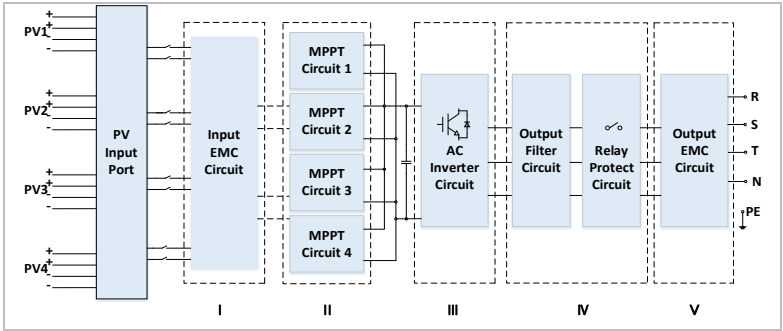 +
+
PV1
-
-
+
+
PV2
-
-
+
+
PV3
-
-
+
+
PV4
-
-
PV
Input
Port
Input
EMC
Circuit
MPPT
Circuit 1
MPPT
Circuit 2
MPPT
Circuit 3
MPPT
Circuit 4
AC
Inverter
Circuit
Output
Filter
Circuit
Relay
Protect
Circuit
Output
EMC
Circuit
R
S
T
N
PE
I
II
III
IV
V